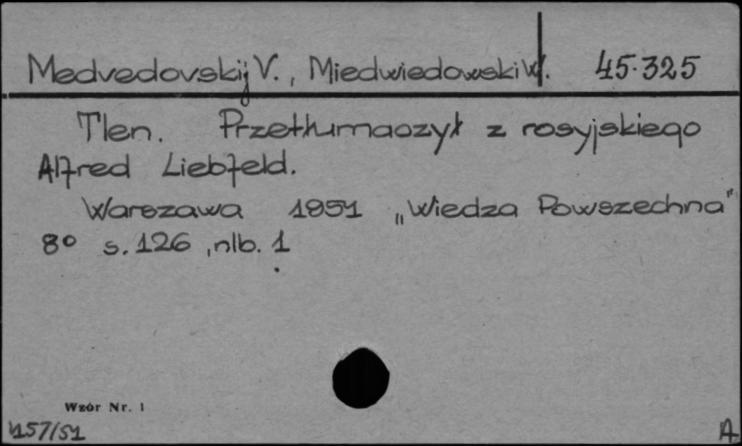 Medvedovskij V., Miedwiedowski W. 45.325
Tlen. Przetłumaczył z rosyjskiego
Alfred Liebfeld.
Warszawa 1951 „Wiedza Powszechna"
8° s. 126, nlb. 1
Wzór Nr. 1
157/51 A